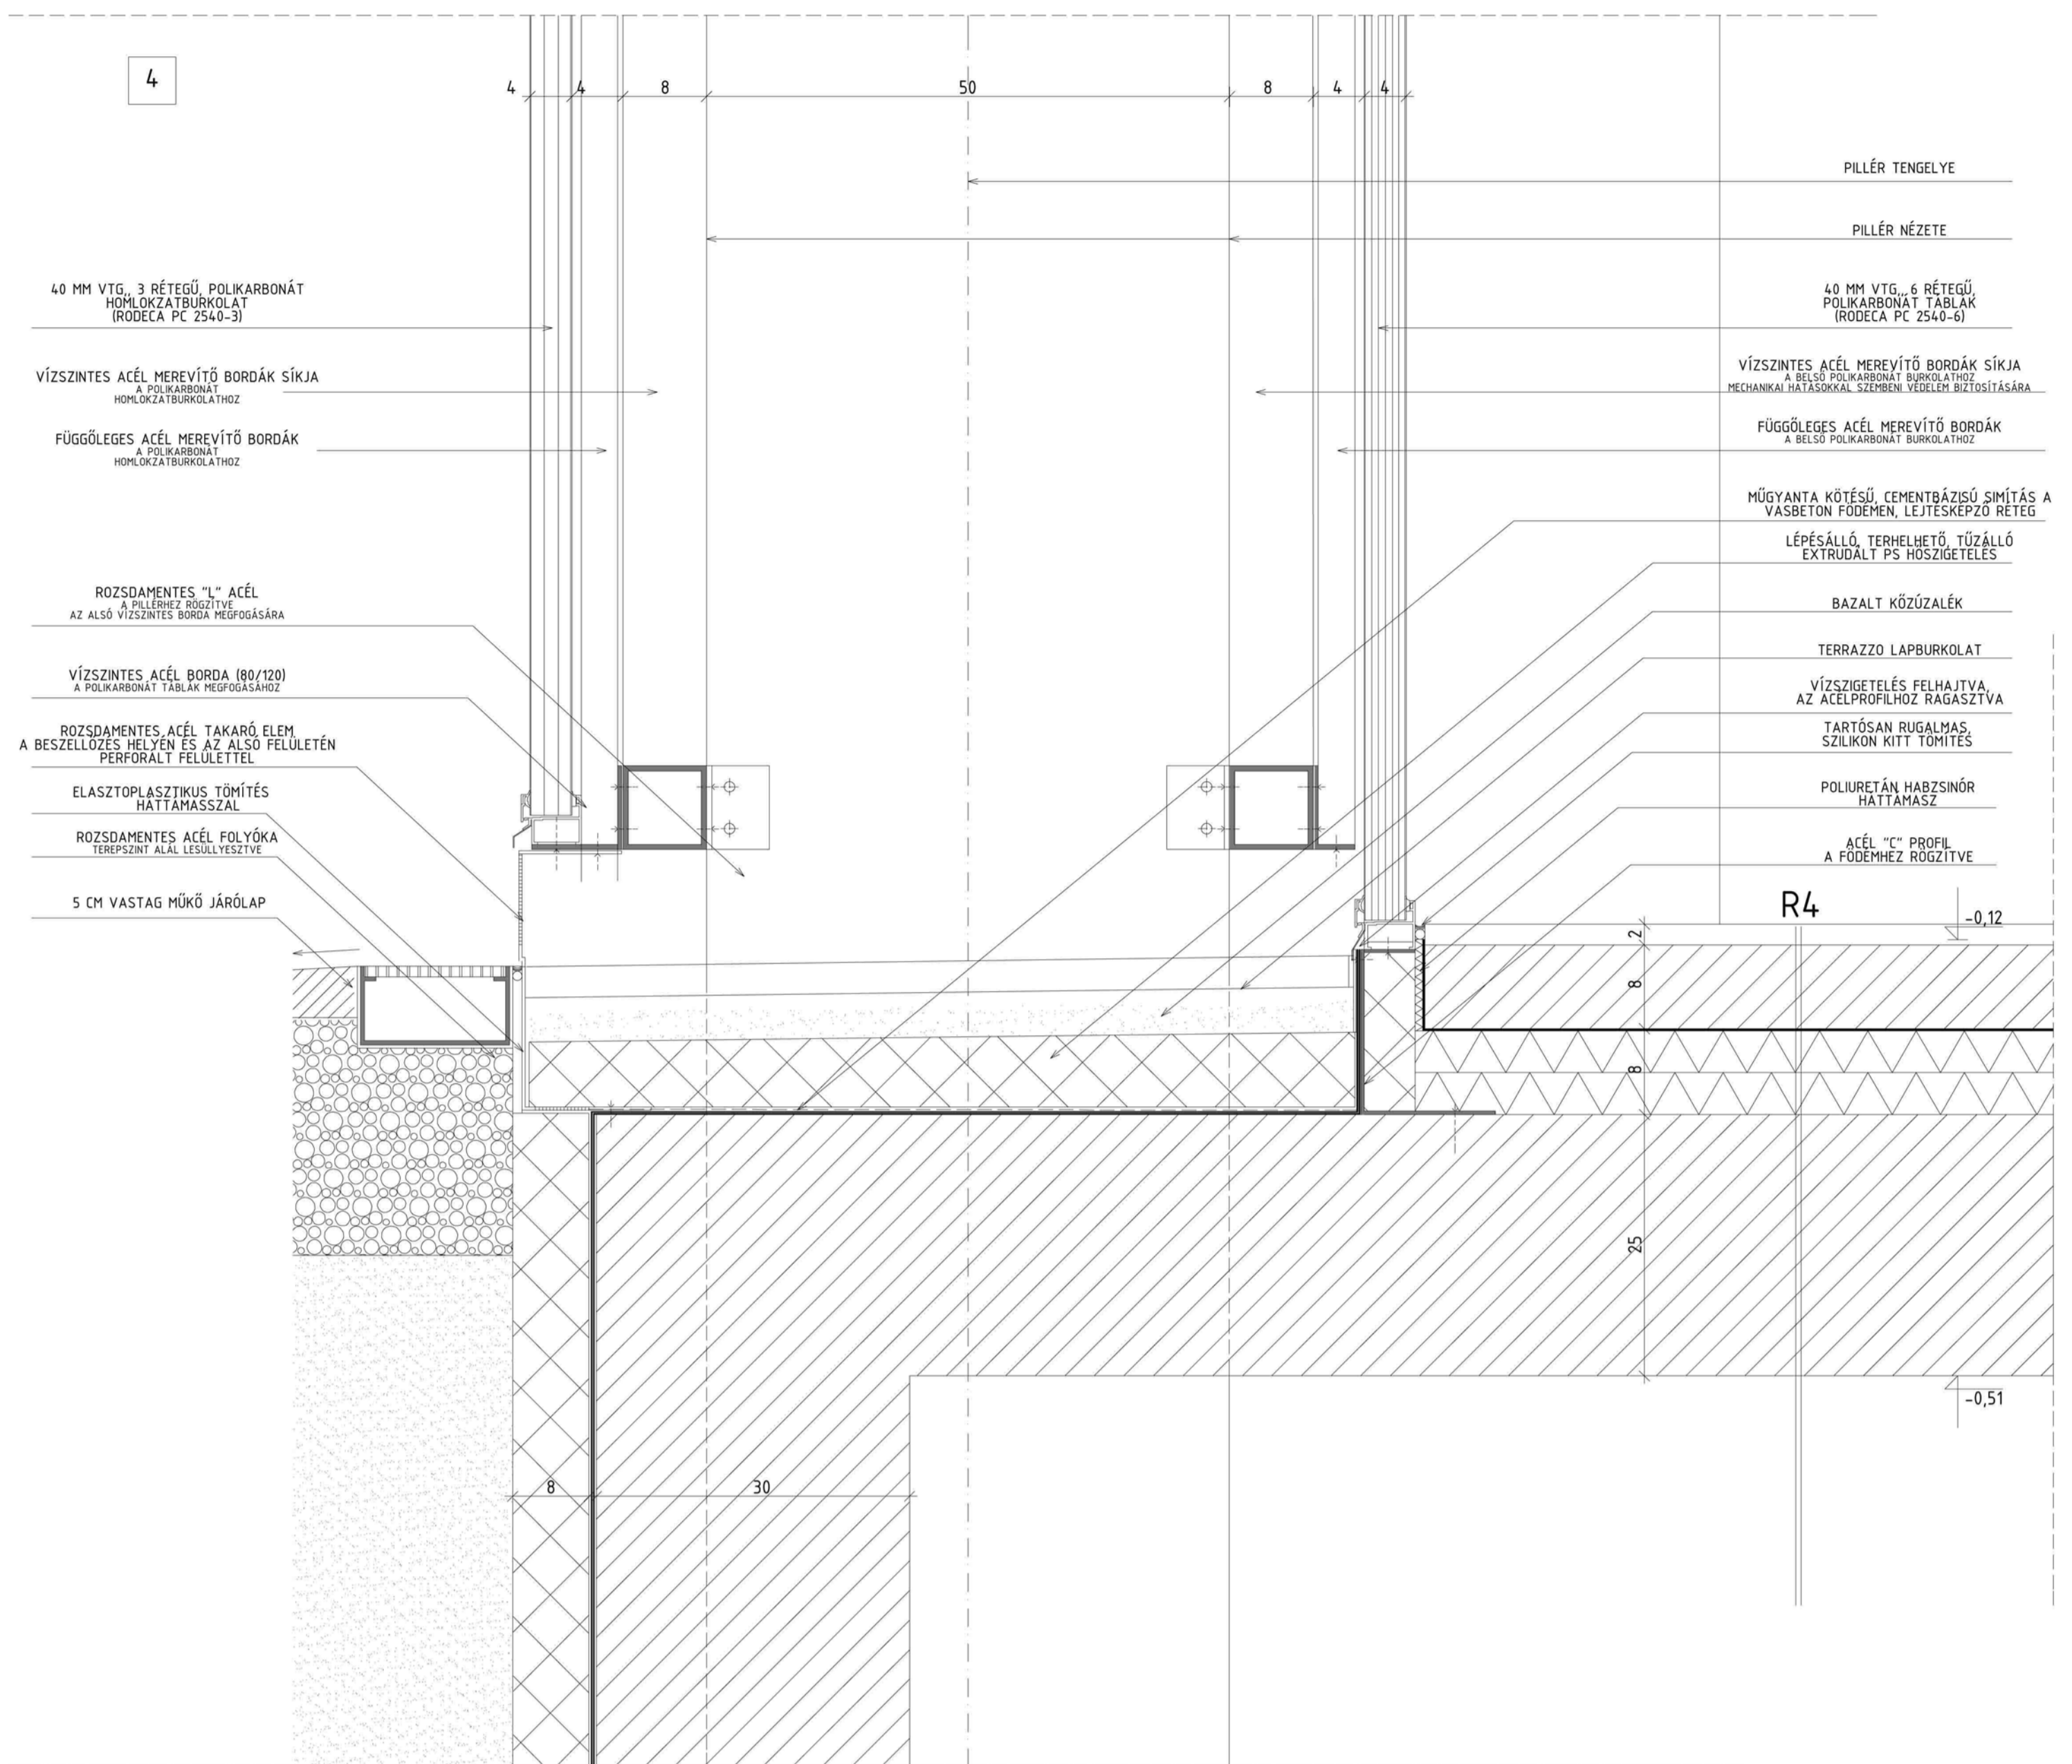 4
4
4
8
50
8
4
4
PILLÉR TENGELYE
PILLÉR NÉZETE
40 MM VTG,, 3 RÉTEGŰ, POLIKARBONÁT
HOMLOKZATBURKOLAT
(RODECA PC 2540-3)
VÍZSZINTES ACÉL MEREVÍTŐ BORDÁK SÍKJA
A POLIKARBONÁT
HOMLOKZATBURKOLATHOZ
FÜGGŐLEGES ACÉL MEREVÍTŐ BORDÁK
A POLIKARBONÁT
HOMLOKZATBURKOLATHOZ
ROZSDAMENTES "L" ACÉL
A PILLÉRHEZ RÖGZÍTVE
AZ ALSÓ VÍZSZINTES BORDA MEGFOGÁSÁRA
VÍZSZINTES ACÉL BORDA (80/120)
A POLIKARBONÁT TÁBLÁK MEGFOGÁSÁHOZ
ROZSDAMENTES ACÉL TAKARÓ ELEM
A BESZELLŐZÉS HELYÉN ÉS AZ ALSÓ FELÜLETÉN
PERFORÁLT FELÜLETTEL
ELASZTOPLASZTIKUS TÖMÍTÉS
HÁTTÁMASSZAL
ROZSDAMENTES ACÉL FOLYÓKA
TEREPSZINT ALÁL LESÜLLYESZTVE
5 CM VASTAG MŰKŐ JÁRÓLAP
40 MM VTG,, 6 RÉTEGŰ,
POLIKARBONÁT TÁBLÁK
(RODECA PC 2540-6)
VÍZSZINTES ACÉL MEREVÍTŐ BORDÁK SÍKJA
A BELSŐ POLIKARBONÁT BURKOLATHOZ
MECHANIKAI HATÁSOKKAL SZEMBENI VÉDELEM BIZTOSÍTÁSÁRA
FÜGGŐLEGES ACÉL MEREVÍTŐ BORDÁK
A BELSŐ POLIKARBONÁT BURKOLATHOZ
MŰGYANTA KÖTÉSŰ, CEMENTBÁZISÚ SIMÍTÁS A
VASBETON FÖDÉMEN, LEJTÉSKÉPZŐ RÉTEG
LÉPÉSÁLLÓ, TERHELHETŐ, TŰZÁLLÓ
EXTRUDÁLT PS HŐSZIGETELÉS
BAZALT KŐZÚZALÉK
TERRAZZO LAPBURKOLAT
VÍZSZIGETELÉS FELHAJTVA,
AZ ACÉLPROFILHOZ RAGASZTVA
TARTÓSAN RUGALMAS,
SZILIKON KITT TÖMÍTÉS
POLIURETÁN HABZSINÓR
HÁTTÁMASZ
ACÉL "C" PROFIL
A FÖDÉMHEZ RÖGZÍTVE
R4
-0,12
2
8
8
25
-0,51
8
30